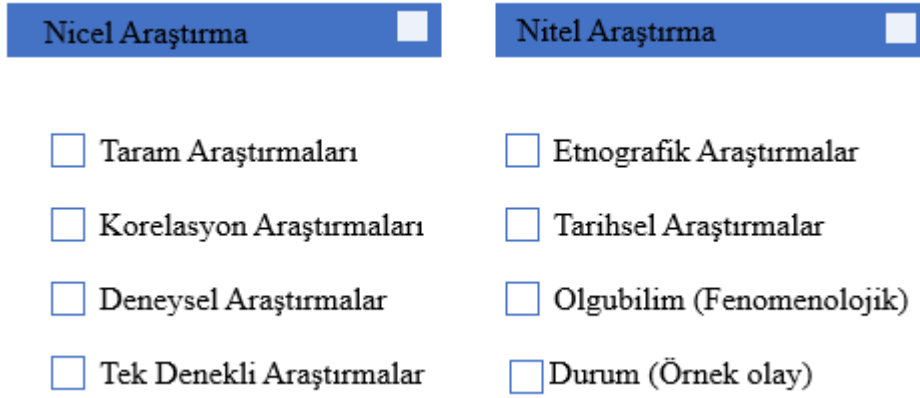 Nicel Araştırma
Taram Araştırmaları
Korelasyon Araştırmaları
Deneysel Araştırmalar
Tek Denekli Araştırmalar
Nitel Araştırma
Etnografik Araştırmalar
Tarihsel Araştırmalar
Olgubilim (Fenomenolojik)
Durum (Örnek olay)